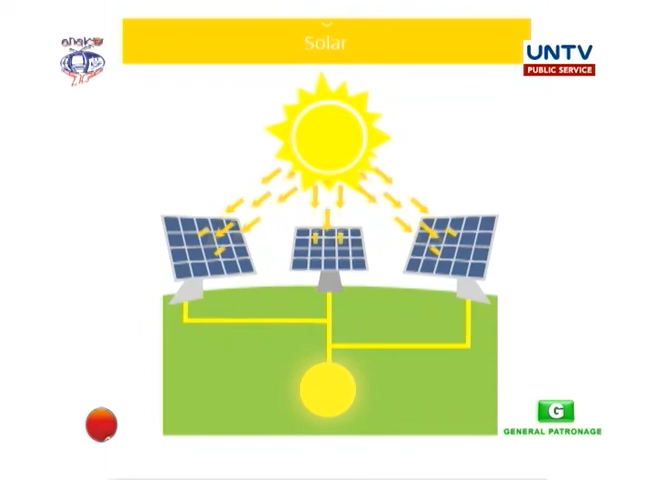 Solar
UNTV
PUBLIC SERVICE
G
GENERAL PATRONAGE